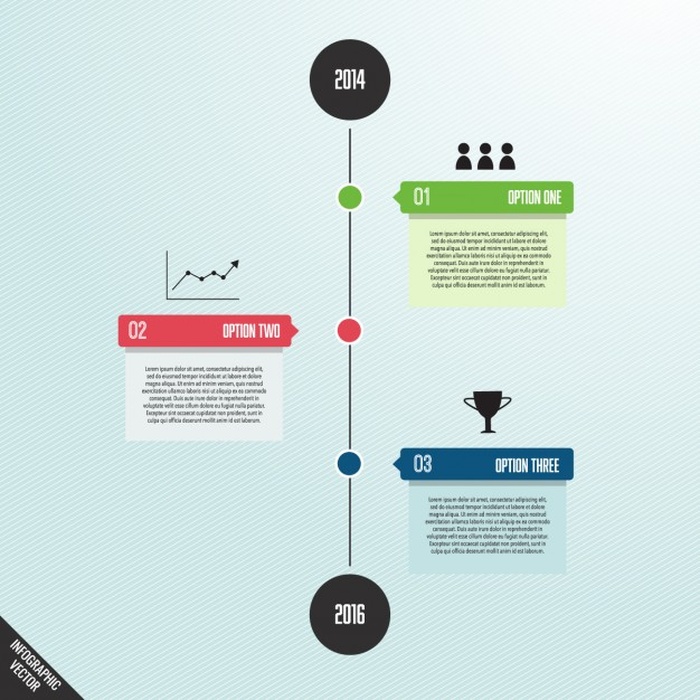 2014
01 OPTION ONE
Lorem ipsum dolor sit amet, consectetur adipiscing elit,
sed do eiusmod tempor incididunt ut labore et dolore
magna aliqua. Ut enim ad minim veniam, quis nostrud
exercitation ullamco laboris nisi ut aliquip ex ea commodo
consequat. Duis aute irure dolor in reprehenderit in
voluptate velit esse cillum dolore eu fugiat nulla pariatur.
Excepteur sint occaecat cupidatat non proident, sunt in
culpa qui officia deserunt mollit anim id est laborum.
02 OPTION TWO
Lorem ipsum dolor sit amet, consectetur adipiscing elit,
sed do eiusmod tempor incididunt ut labore et dolore
magna aliqua. Ut enim ad minim veniam, quis nostrud
exercitation ullamco laboris nisi ut aliquip ex ea commodo
consequat. Duis aute irure dolor in reprehenderit in
voluptate velit esse cillum dolore eu fugiat nulla pariatur.
Excepteur sint occaecat cupidatat non proident, sunt in
culpa qui officia deserunt mollit anim id est laborum.
03 OPTION THREE
Lorem ipsum dolor sit amet, consectetur adipiscing elit,
sed do eiusmod tempor incididunt ut labore et dolore
magna aliqua. Ut enim ad minim veniam, quis nostrud
exercitation ullamco laboris nisi ut aliquip ex ea commodo
consequat. Duis aute irure dolor in reprehenderit in
voluptate velit esse cillum dolore eu fugiat nulla pariatur.
Excepteur sint occaecat cupidatat non proident, sunt in
culpa qui officia deserunt mollit anim id est laborum.
2016
INFOGRAPHIC
VECTOR